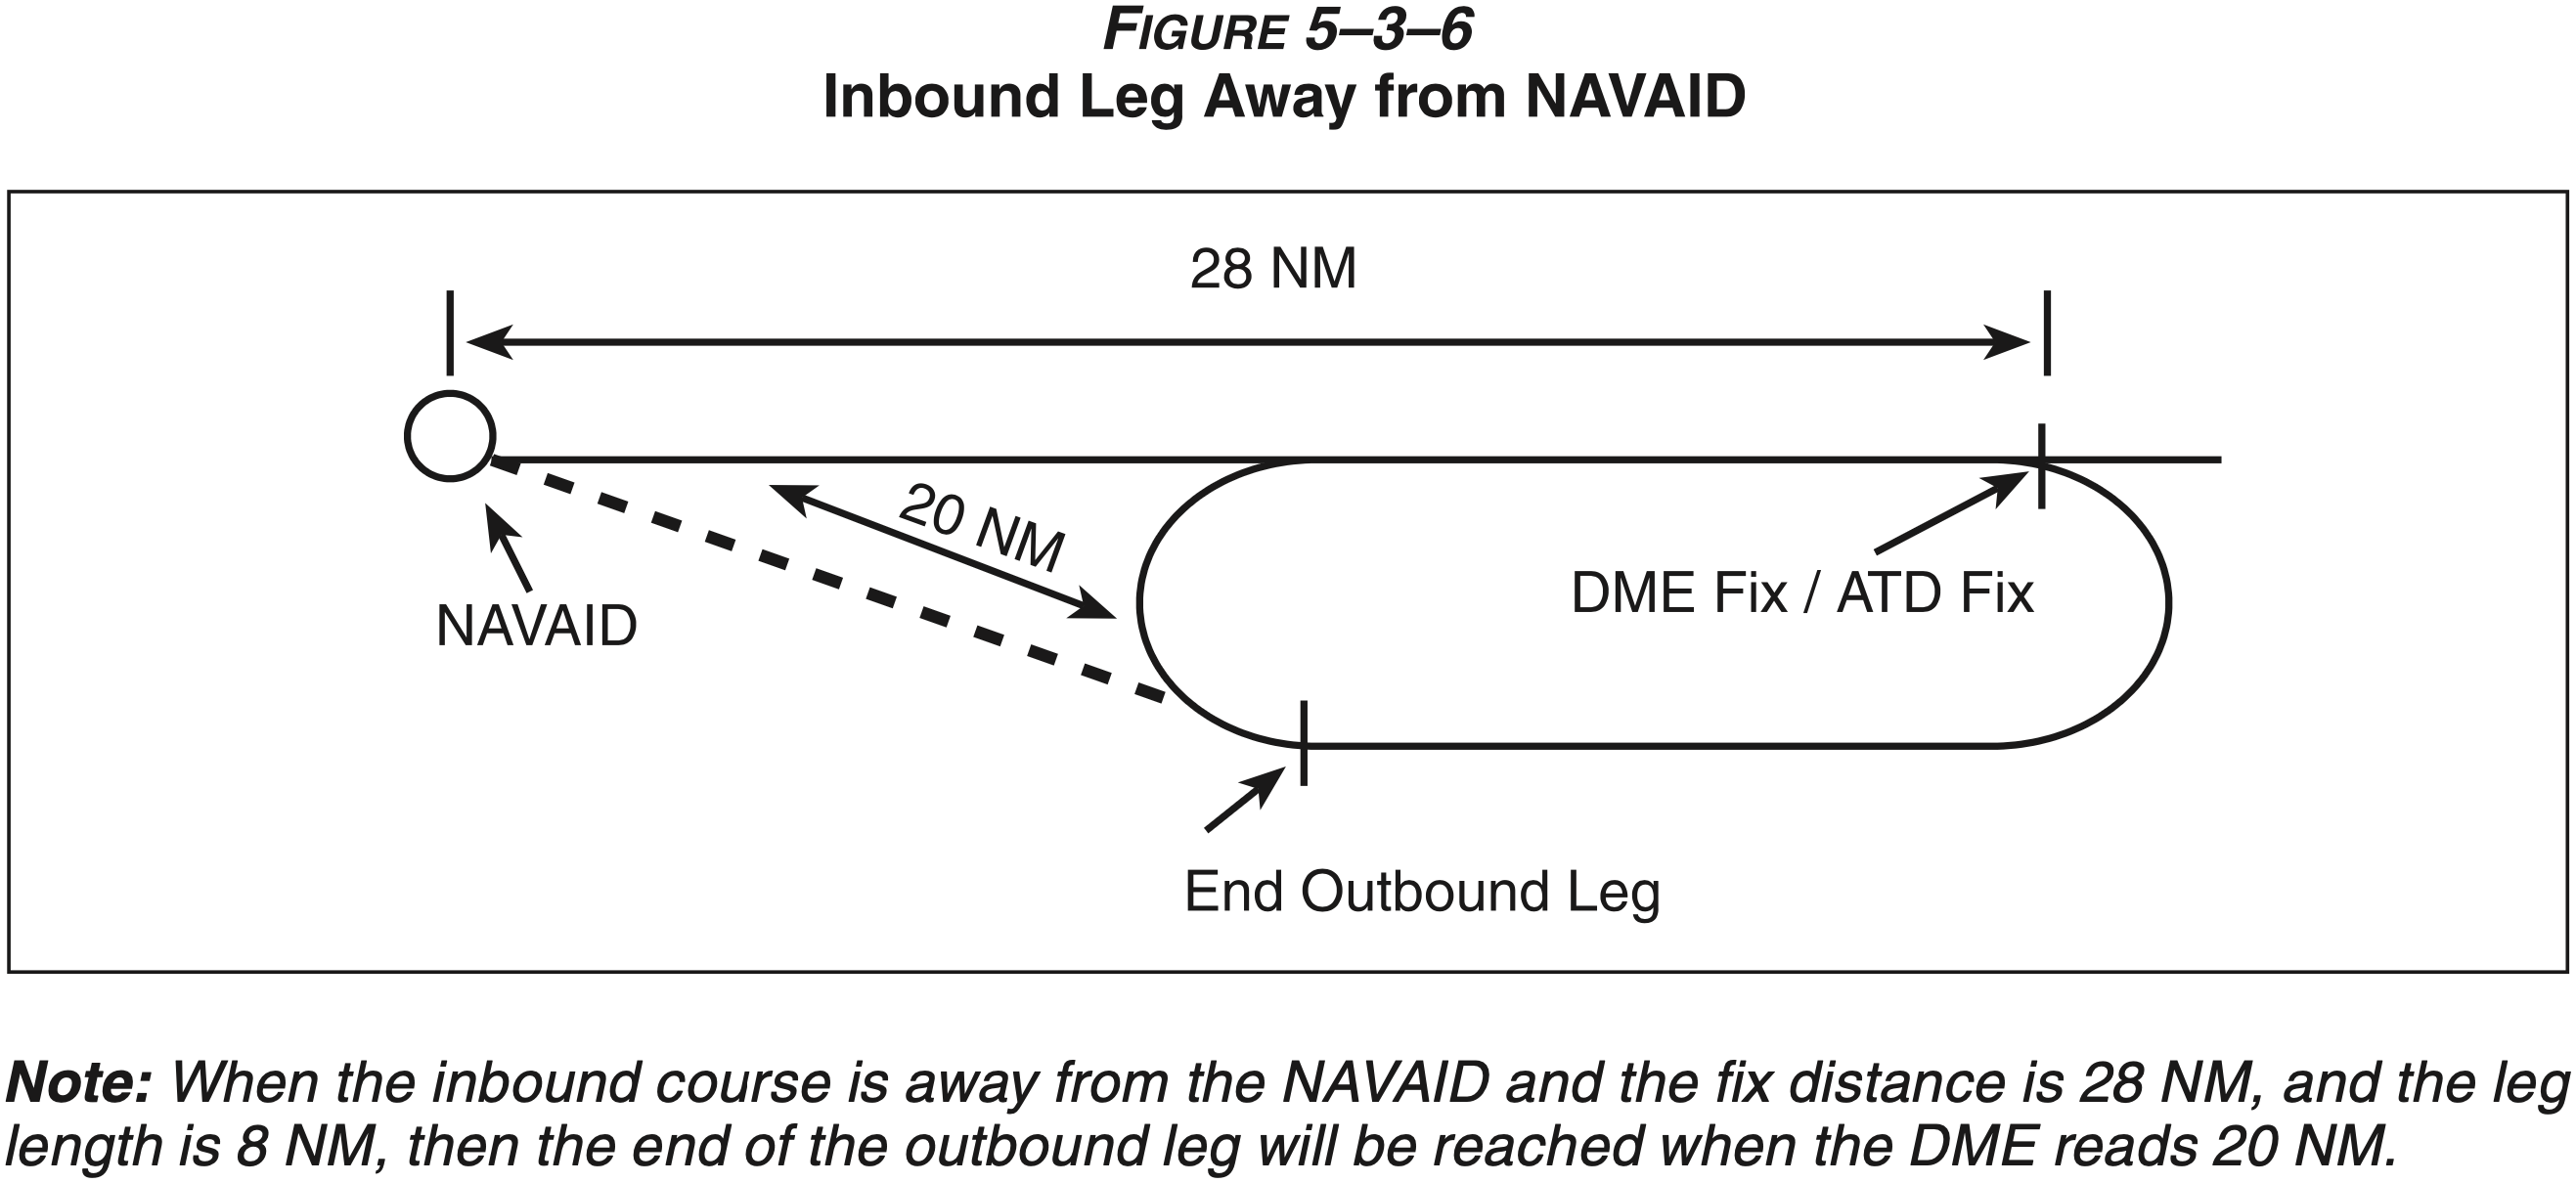 FIGURE 5–3–6
Inbound Leg Away from NAVAID
28 NM
20 NM
NAVAID
DME Fix / ATD Fix
End Outbound Leg
Note: When the inbound course is away from the NAVAID and the fix distance is 28 NM, and the leg
length is 8 NM, then the end of the outbound leg will be reached when the DME reads 20 NM.